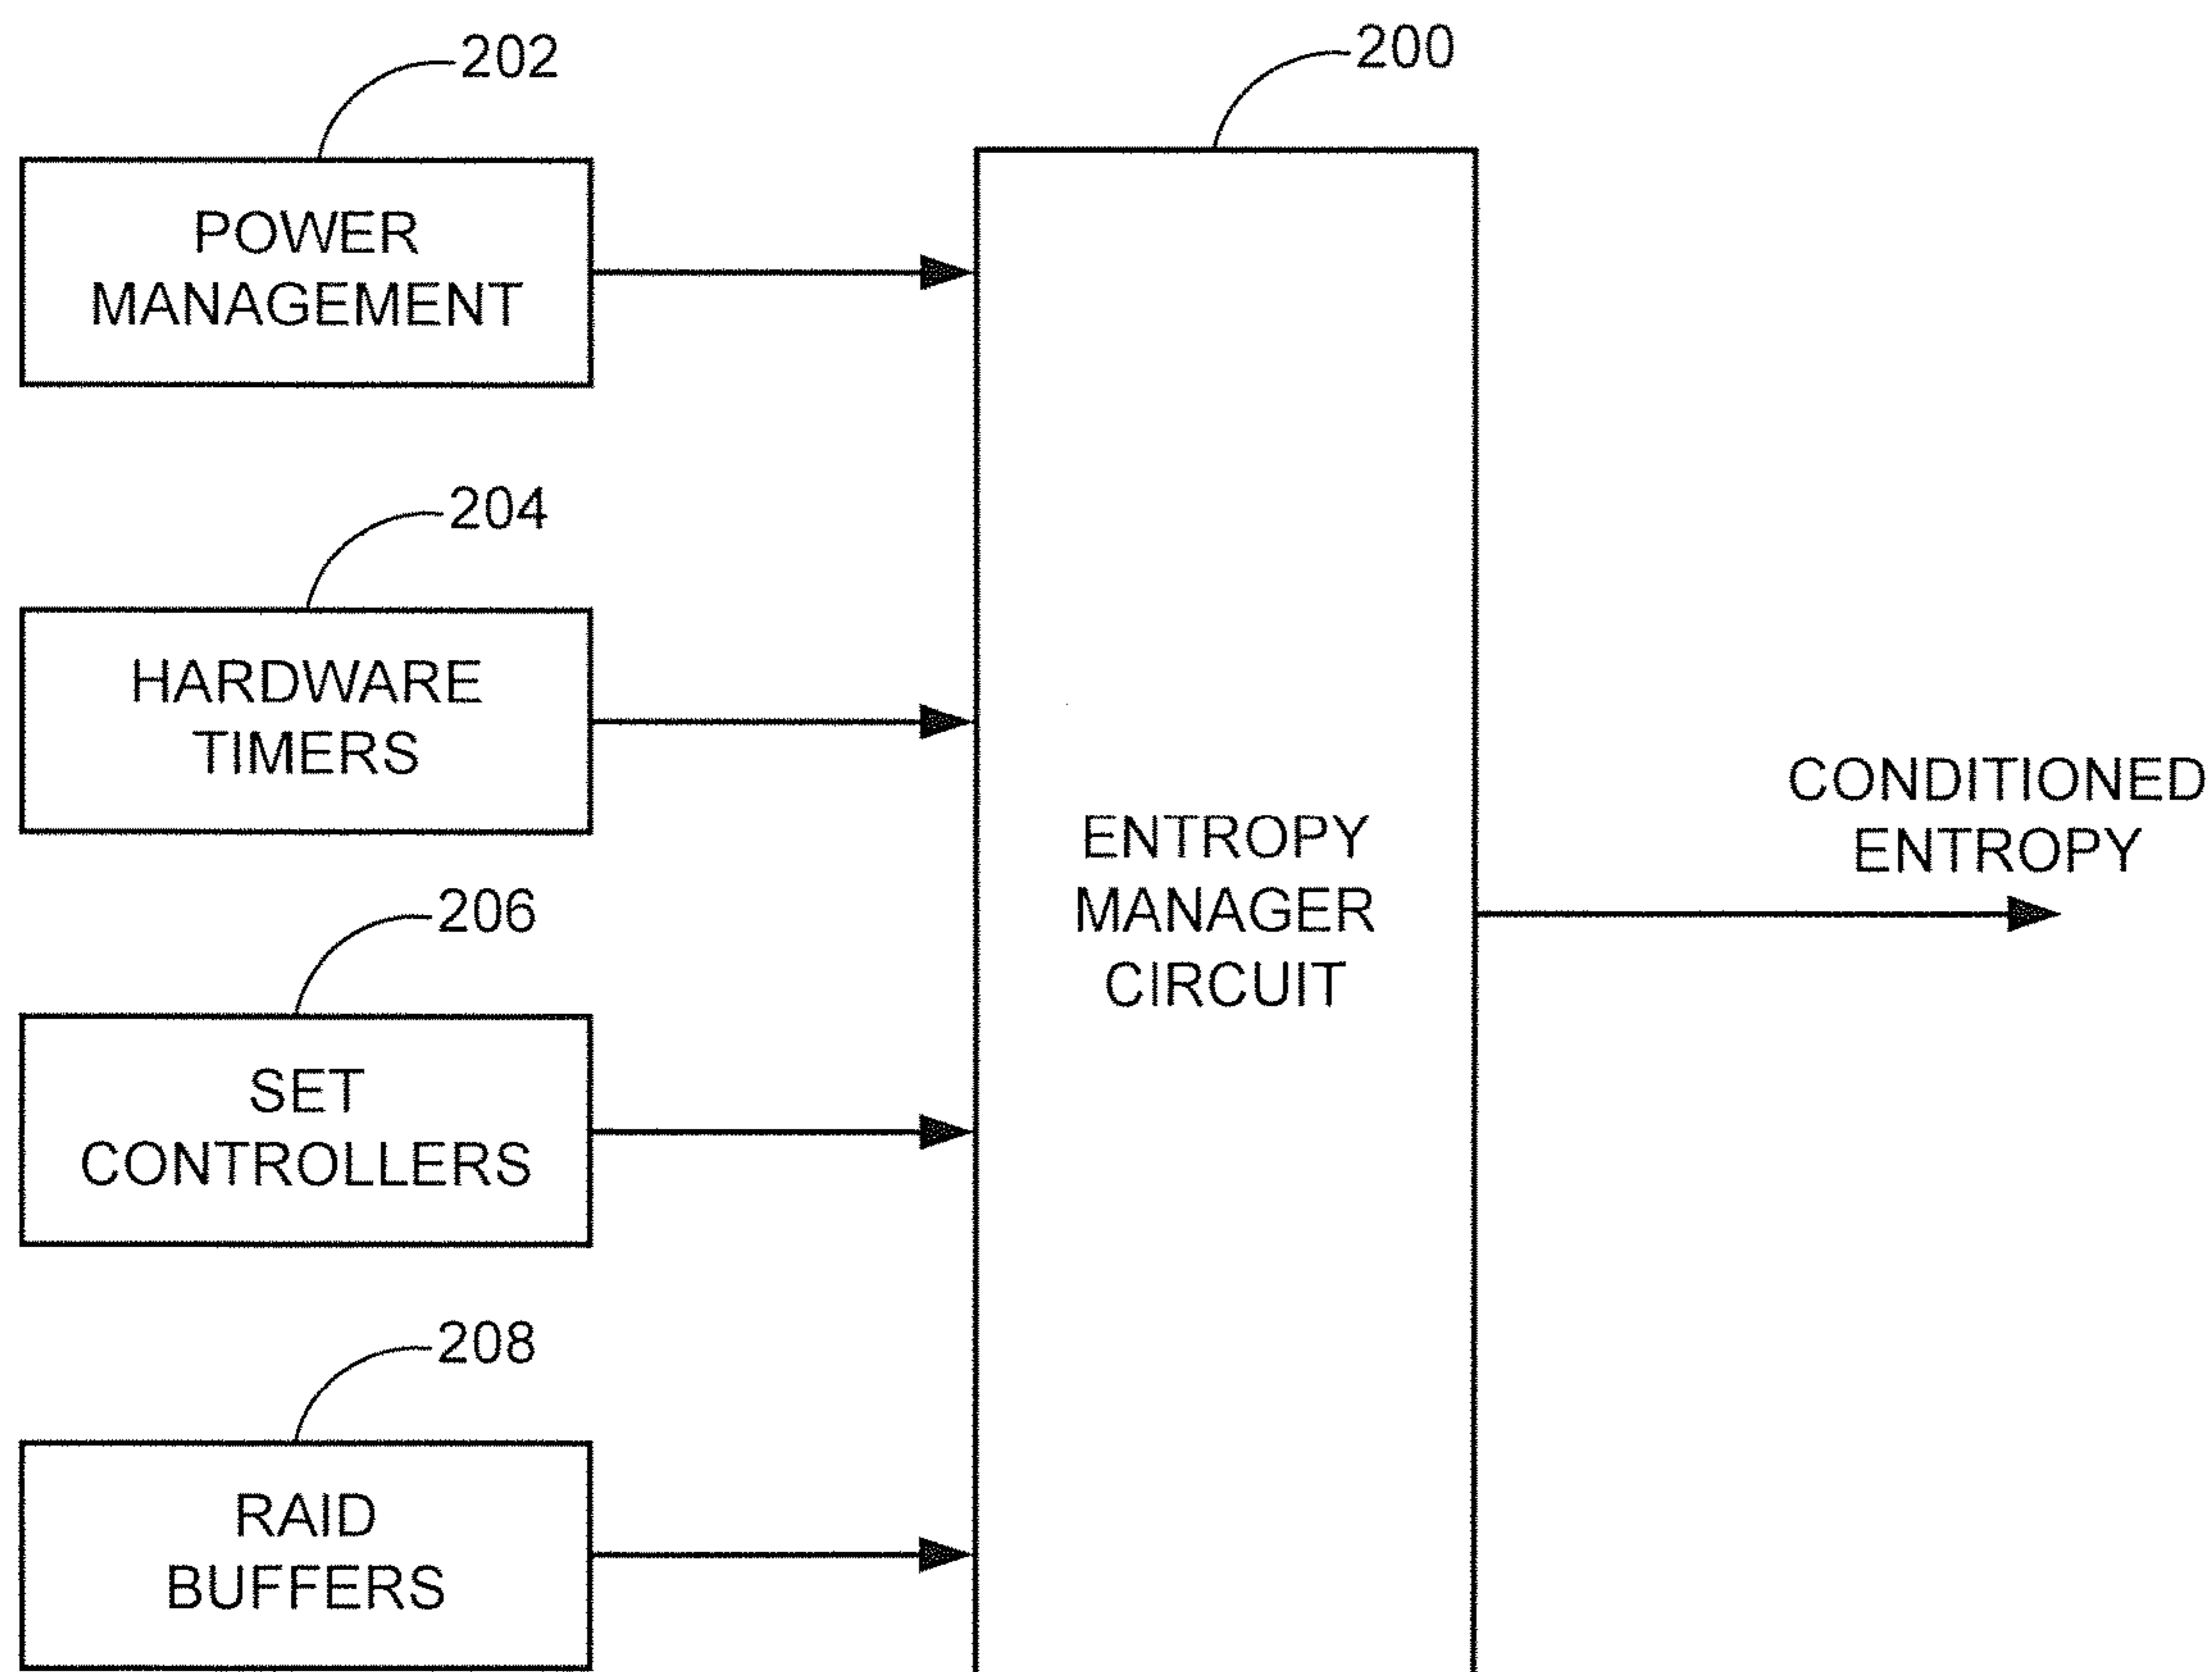 202
POWER
MANAGEMENT
204
HARDWARE
TIMERS
206
SET
CONTROLLERS
208
RAID
BUFFERS
200
ENTROPY
MANAGER
CIRCUIT
CONDITIONED
ENTROPY